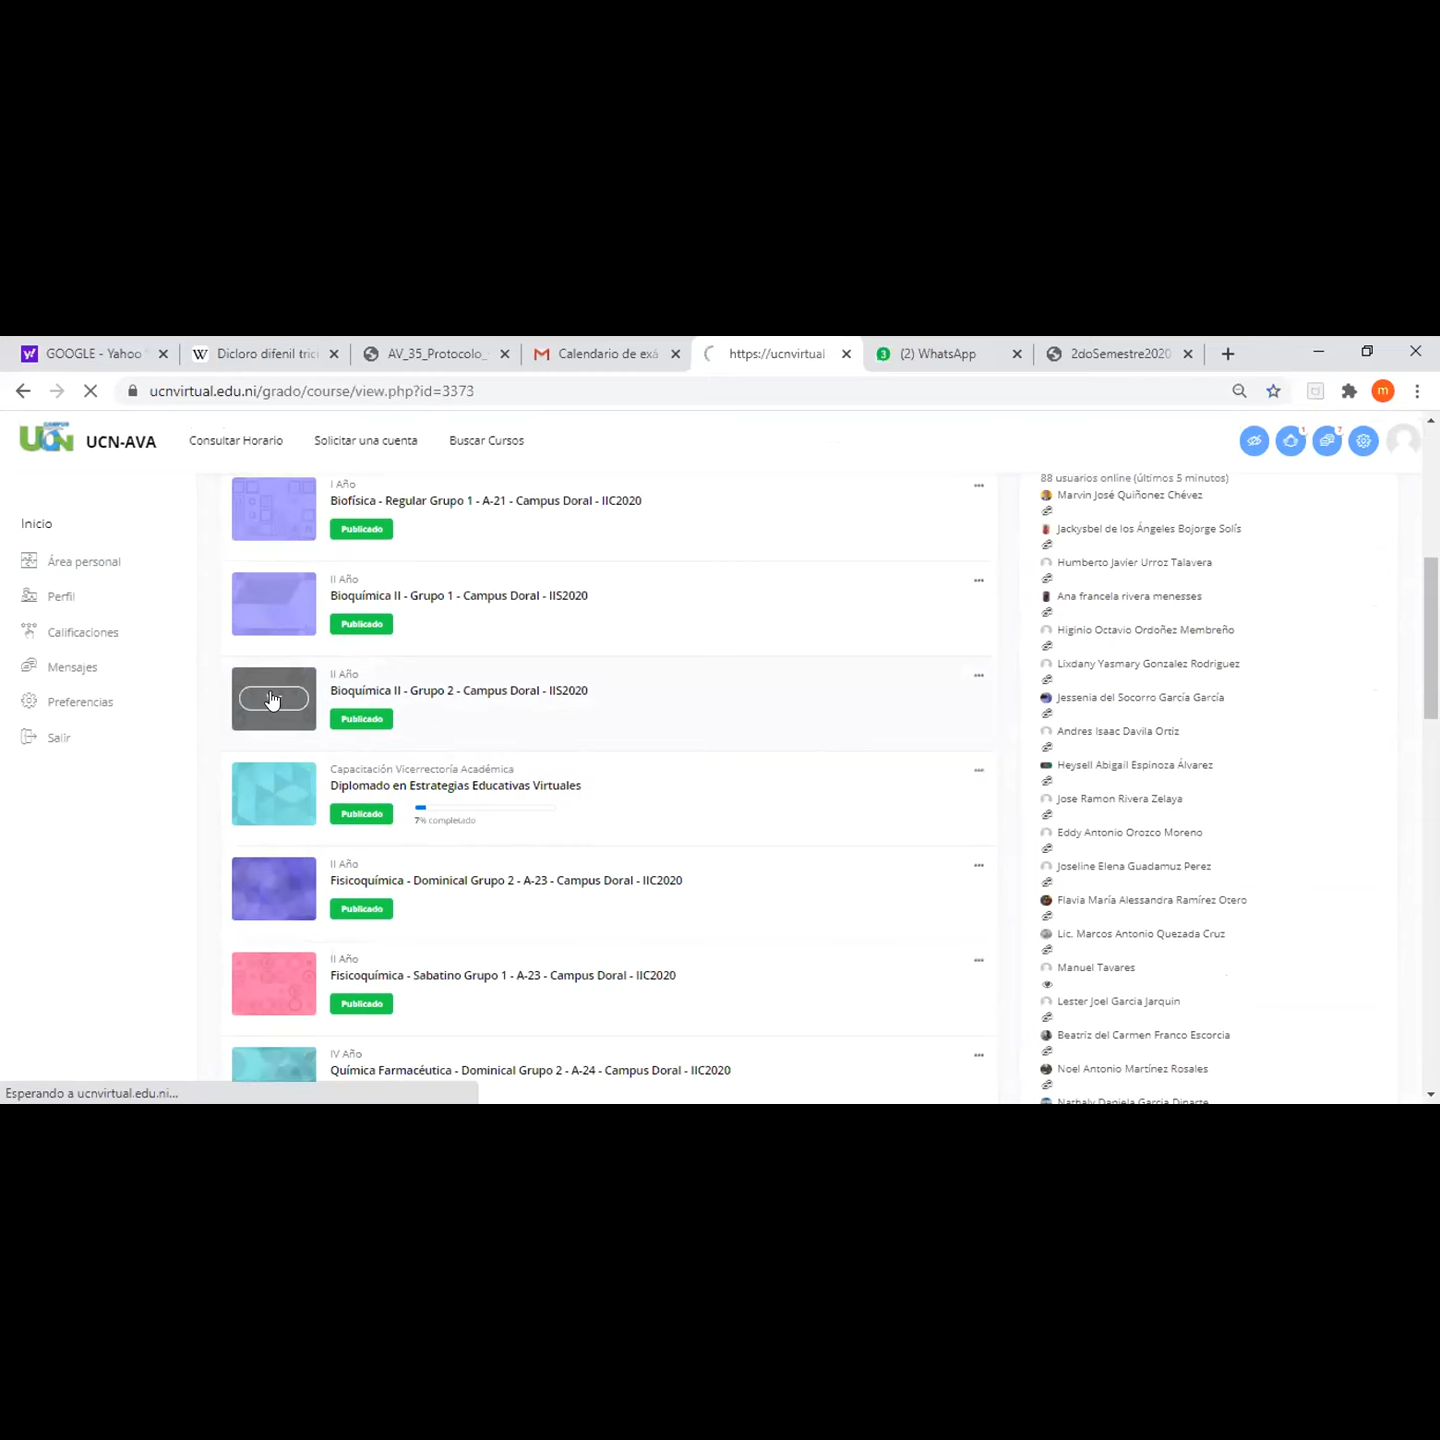 GOOGLE - Yahoo
Dicloro difenil tric
AV_35_Protocolo_
Calendario de exá
https://ucnvirtual
(2) WhatsApp
2doSemestre2020
ucnvirtual.edu.ni/grado/course/view.php?id=3373
m
UCN
UCN-AVA
Consultar Horario
Solicitar una cuenta
Buscar Cursos
1
7
Inicio
Área personal
Perfil
Calificaciones
Mensajes
Preferencias
Salir
I Año
Biofísica - Regular Grupo 1 - A-21 - Campus Doral - IIC2020
Publicado
II Año
Bioquímica II - Grupo 1 - Campus Doral - IIS2020
Publicado
II Año
Bioquímica II - Grupo 2 - Campus Doral - IIS2020
Publicado
Capacitación Vicerrectoría Académica
Diplomado en Estrategias Educativas Virtuales
Publicado
7% completado
II Año
Fisicoquímica - Dominical Grupo 2 - A-23 - Campus Doral - IIC2020
Publicado
II Año
Fisicoquímica - Sabatino Grupo 1 - A-23 - Campus Doral - IIC2020
Publicado
IV Año
Química Farmacéutica - Dominical Grupo 2 - A-24 - Campus Doral - IIC2020
88 usuarios online (últimos 5 minutos)
Marvin José Quiñonez Chévez
Jackysbel de los Ángeles Bojorge Solís
Humberto Javier Urroz Talavera
Ana francela rivera menesses
Higinio Octavio Ordoñez Membreño
Lixdany Yasmary Gonzalez Rodriguez
Jessenia del Socorro García García
Andres Isaac Davila Ortiz
Heysell Abigail Espinoza Álvarez
Jose Ramon Rivera Zelaya
Eddy Antonio Orozco Moreno
Joseline Elena Guadamuz Perez
Flavia María Alessandra Ramírez Otero
Lic. Marcos Antonio Quezada Cruz
Manuel Tavares
Lester Joel Garcia Jarquin
Beatriz del Carmen Franco Escorcia
Noel Antonio Martínez Rosales
Nathaly Daniela Garcia Dinarte
Esperando a ucnvirtual.edu.ni...